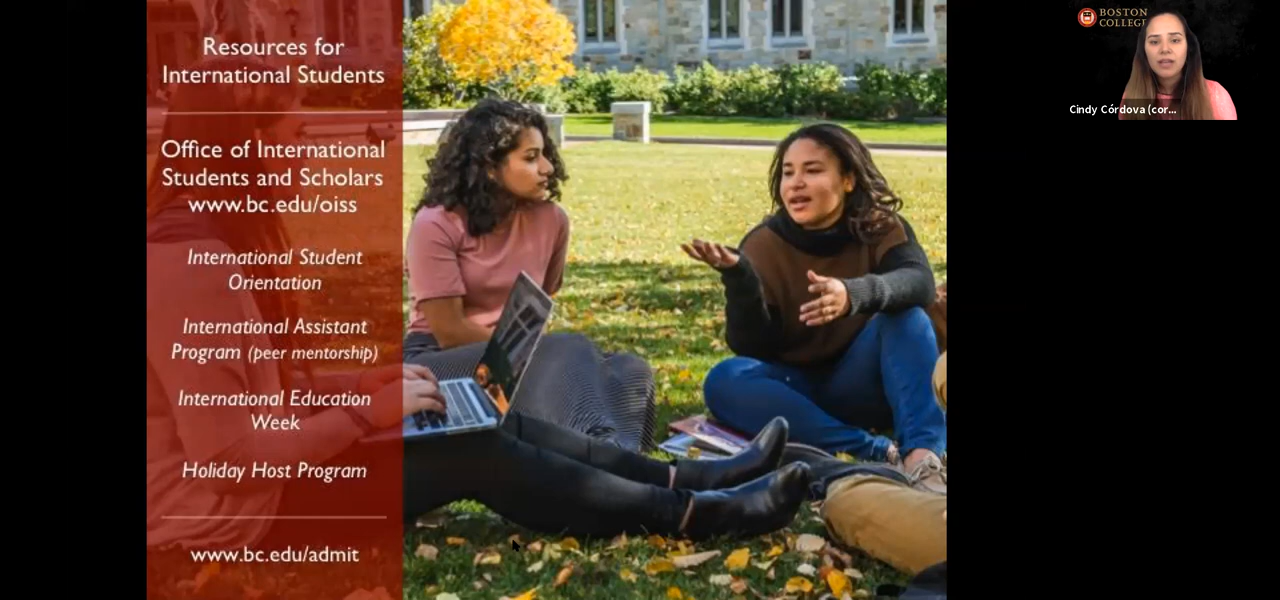 Resources for
International Students
Office of International
Students and Scholars
www.bc.edu/oiss
International Student
Orientation
International Assistant
Program (peer mentorship)
International Education
Week
Holiday Host Program
www.bc.edu/admit
BOSTON
COLLEGE
Cindy Córdova (cor...